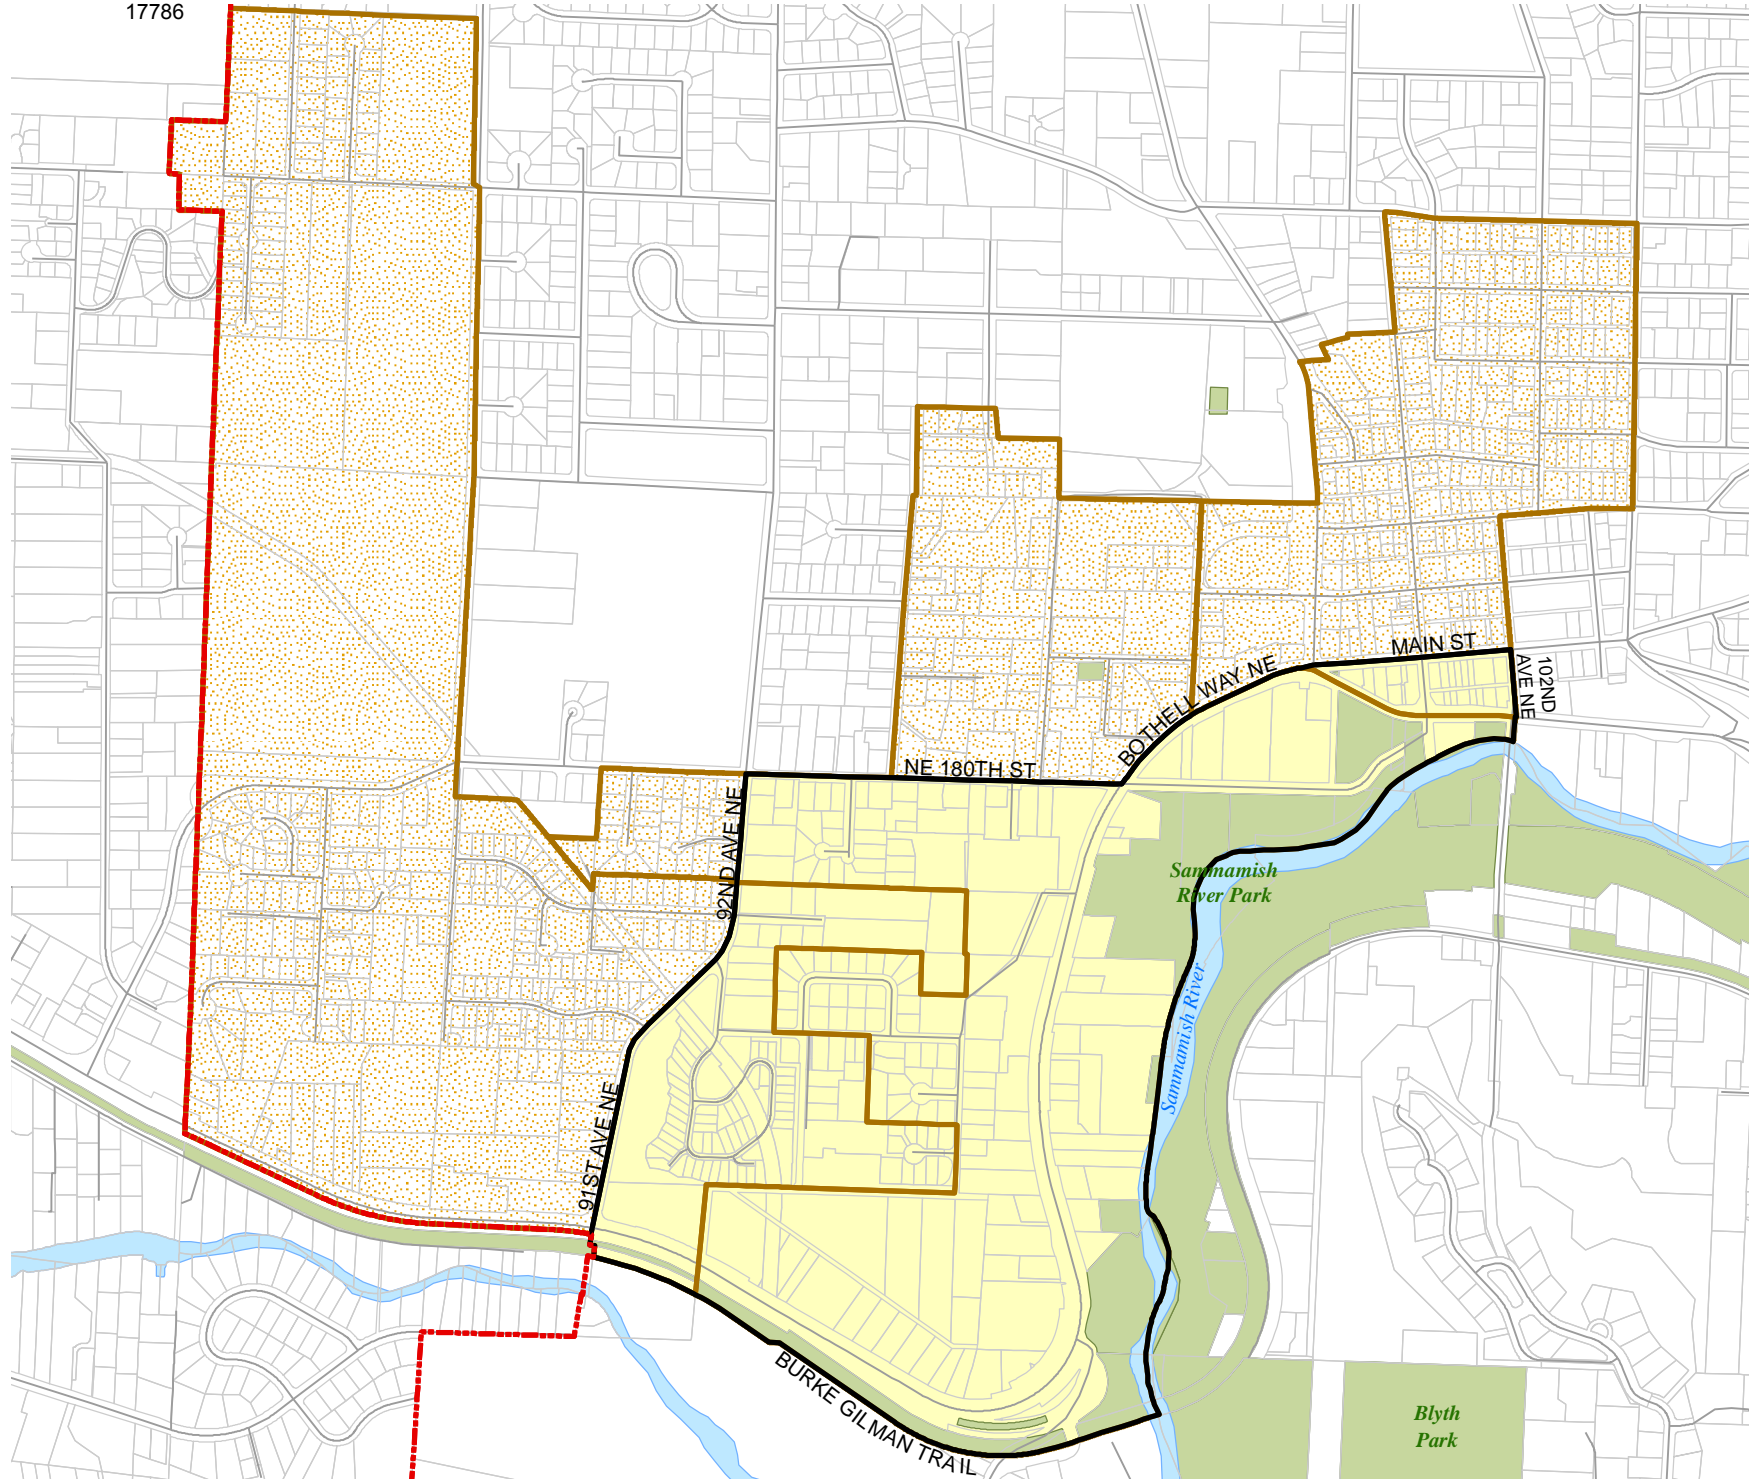 17786
MAIN ST
BOTHELL WAY NE
102ND
AVE NE
NE 180TH ST
92ND AVE NE
Sammamish
River Park
Sammamish River
91ST AVE NE
BURKE GILMAN TRAIL
Blyth
Park